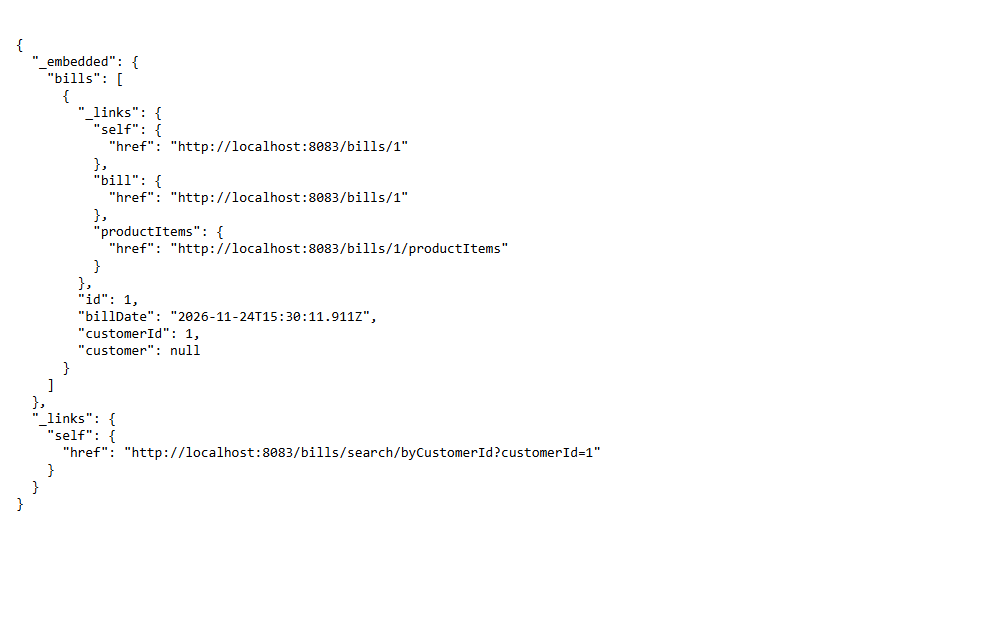 {
  "_embedded": {
    "bills": [
      {
        "_links": {
          "self": {
            "href": "http://localhost:8083/bills/1"
          },
          "bill": {
            "href": "http://localhost:8083/bills/1"
          },
          "productItems": {
            "href": "http://localhost:8083/bills/1/productItems"
          }
        },
        "id": 1,
        "billDate": "2026-11-24T15:30:11.911Z",
        "customerId": 1,
        "customer": null
      }
    ]
  },
  "_links": {
    "self": {
      "href": "http://localhost:8083/bills/search/byCustomerId?customerId=1"
    }
  }
}